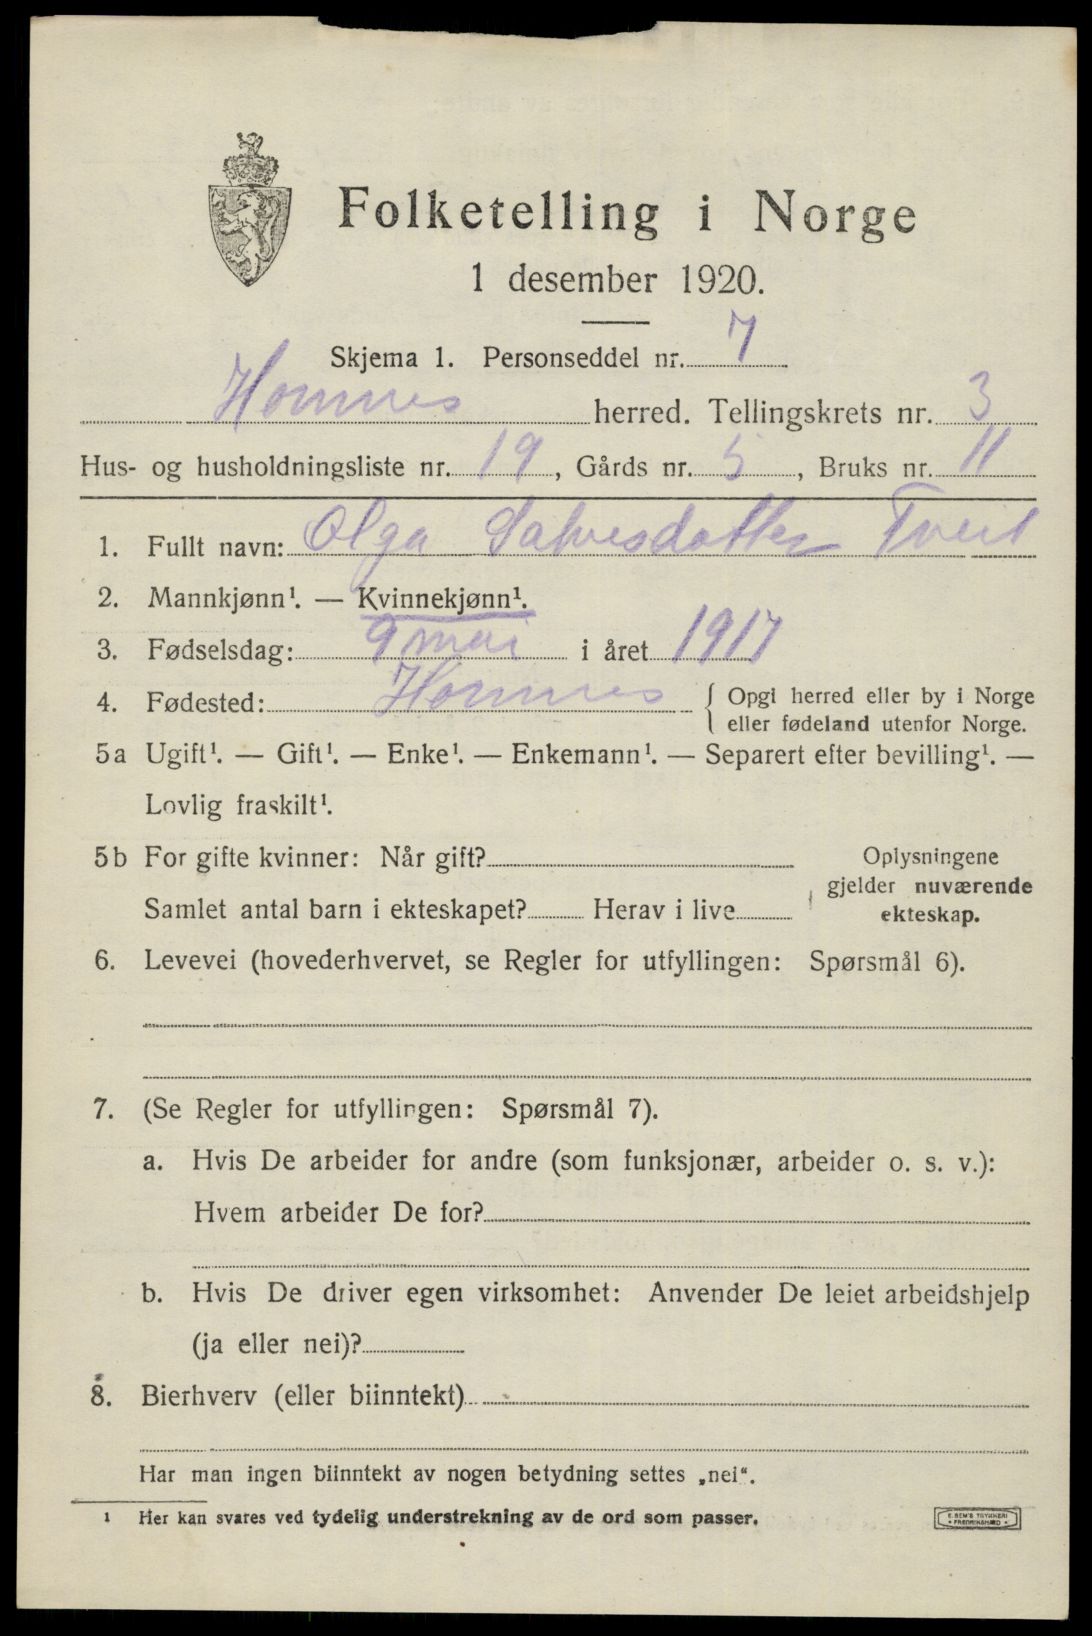 Folketelling i Norge
1 desember 1920.
Skjema 1. Personseddel nr. 7
Hornnes herred. Tellingskrets nr. 3
Hus- og husholdningsliste nr. 19, Gårds nr. 5, Bruks nr. 11
1. Fullt navn: Olga Salvesdotter Tveit
2. Mannkjønn¹. — Kvinnekjønn¹.
3. Fødselsdag: 9 mai i året 1917
4. Fødested: Hornnes { Opgi herred eller by i Norge
eller fødeland utenfor Norge.
5a Ugift¹. — Gift¹. — Enke¹. — Enkemann¹. — Separert efter bevilling¹. —
Lovlig fraskilt¹.
5b For gifte kvinner: Når gift?
Samlet antal barn i ekteskapet? Herav i live
Oplysningene
gjelder nuværende
ekteskap.
6. Levevei (hovederhvervet, se Regler for utfyllingen: Spørsmål 6).
7. (Se Regler for utfyllingen: Spørsmål 7).
a. Hvis De arbeider for andre (som funksjonær, arbeider o. s. v.):
Hvem arbeider De for?
b. Hvis De driver egen virksomhet: Anvender De leiet arbeidshjelp
(ja eller nei)?
8. Bierhverv (eller biinntekt)
Har man ingen biinntekt av nogen betydning settes „nei“.
¹ Her kan svares ved tydelig understrekning av de ord som passer.
E. SEM'S TRYKKERI
FREDRIKSHALD